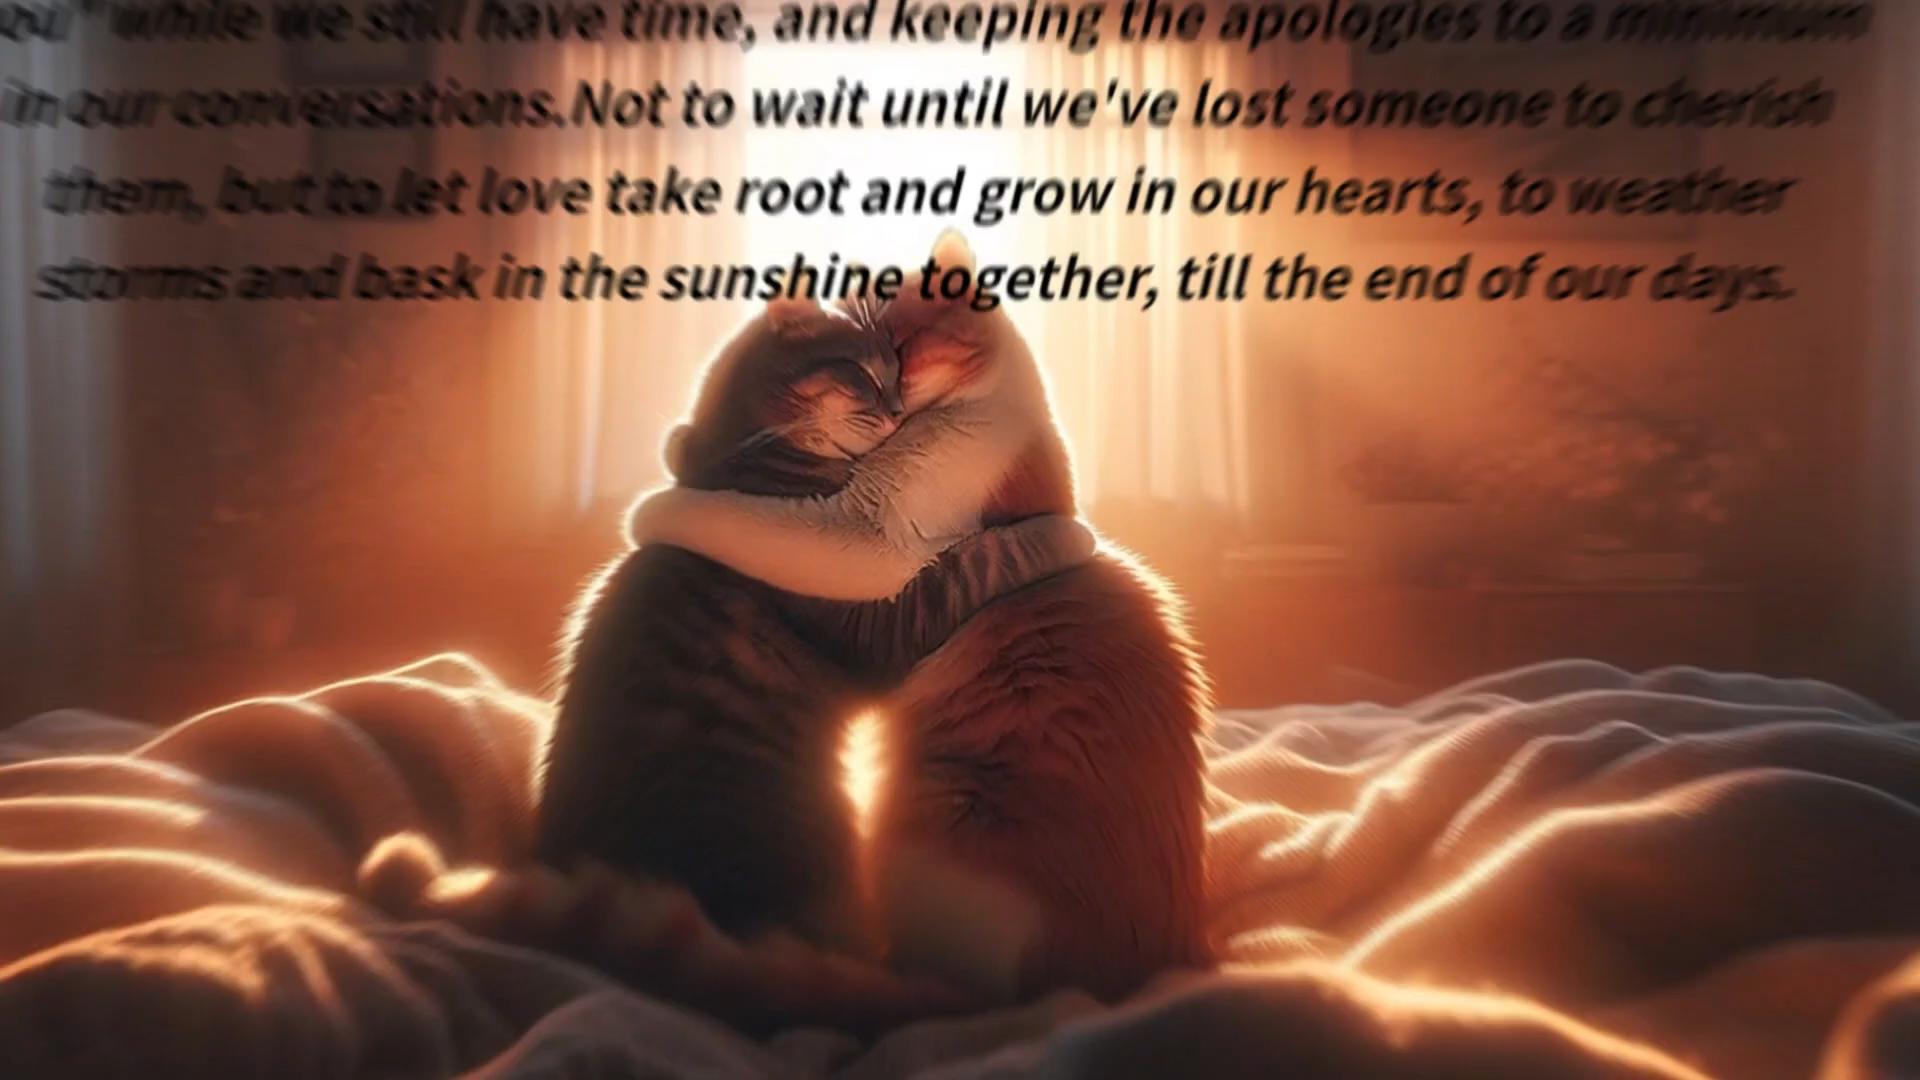 while we still have time, and keeping the apologies to a minimum
in our conversations.Not to wait until we've lost someone to cherish
them, but to let love take root and grow in our hearts, to weather
storms and bask in the sunshine together, till the end of our days.